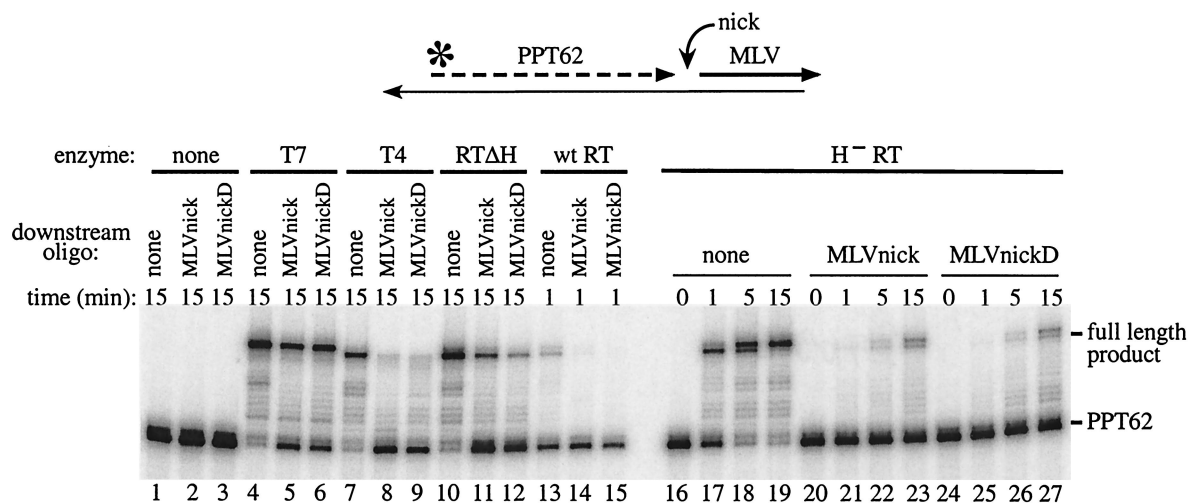 nick
* PPT62 MLV
enzyme: none T7 T4 RTΔH wt RT H⁻ RT
downstream oligo: none MLVnick MLVnickD none MLVnick MLVnickD none MLVnick MLVnickD none MLVnick MLVnickD none MLVnick MLVnickD none MLVnick MLVnickD
time (min): 15 15 15 15 15 15 15 15 15 15 15 15 1 1 1 0 1 5 15 0 1 5 15 0 1 5 15
full length
product
PPT62
1 2 3 4 5 6 7 8 9 10 11 12 13 14 15 16 17 18 19 20 21 22 23 24 25 26 27